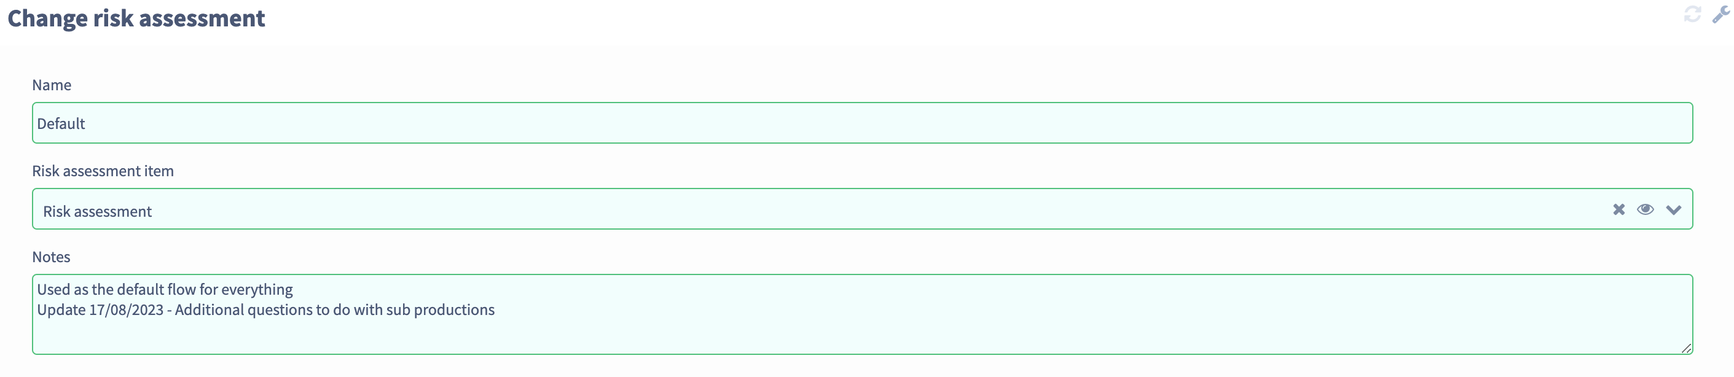 Change risk assessment
Name
Default
Risk assessment item
Risk assessment
Notes
Used as the default flow for everything
Update 17/08/2023 - Additional questions to do with sub productions